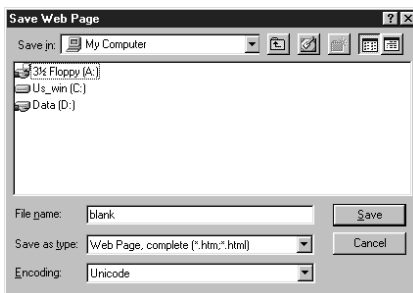 Save Web Page
Save in: My Computer
3½ Floppy (A:)
Us_win (C:)
Data (D:)
File name: blank Save
Save as type: Web Page, complete (*.htm;*.html) Cancel
Encoding: Unicode